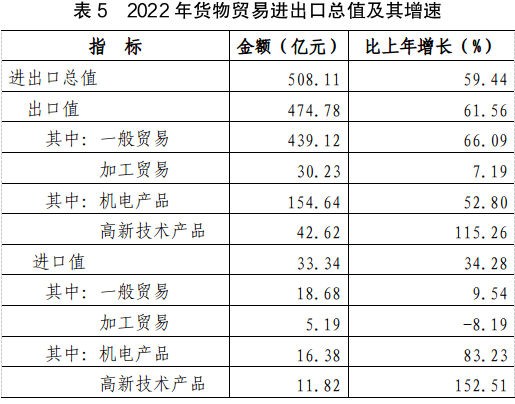 表 5 2022 年货物贸易进出口总值及其增速
指 标 金额（亿元） 比上年增长（%）
进出口总值 508.11 59.44
出口值 474.78 61.56
其中：一般贸易 439.12 66.09
加工贸易 30.23 7.19
其中：机电产品 154.64 52.80
高新技术产品 42.62 115.26
进口值 33.34 34.28
其中：一般贸易 18.68 9.54
加工贸易 5.19 -8.19
其中：机电产品 16.38 83.23
高新技术产品 11.82 152.51